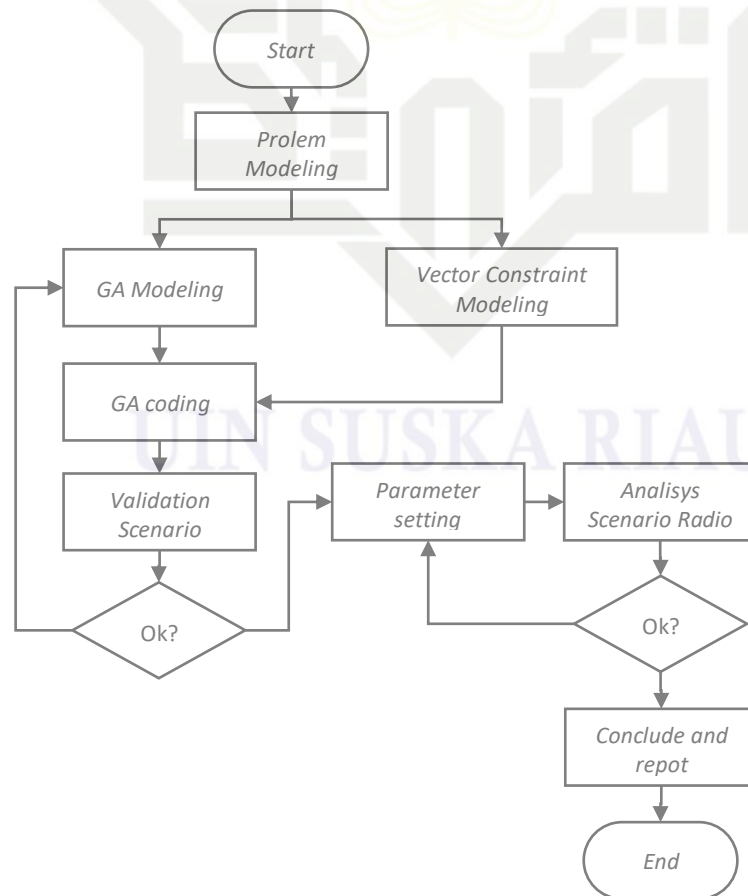 Start
Prolem
Modeling
GA Modeling
Vector Constraint
Modeling
GA coding
UIN SUSKA RIAU
Validation
Scenario
Parameter
setting
Analisys
Scenario Radio
Ok?
Ok?
Conclude and
repot
End